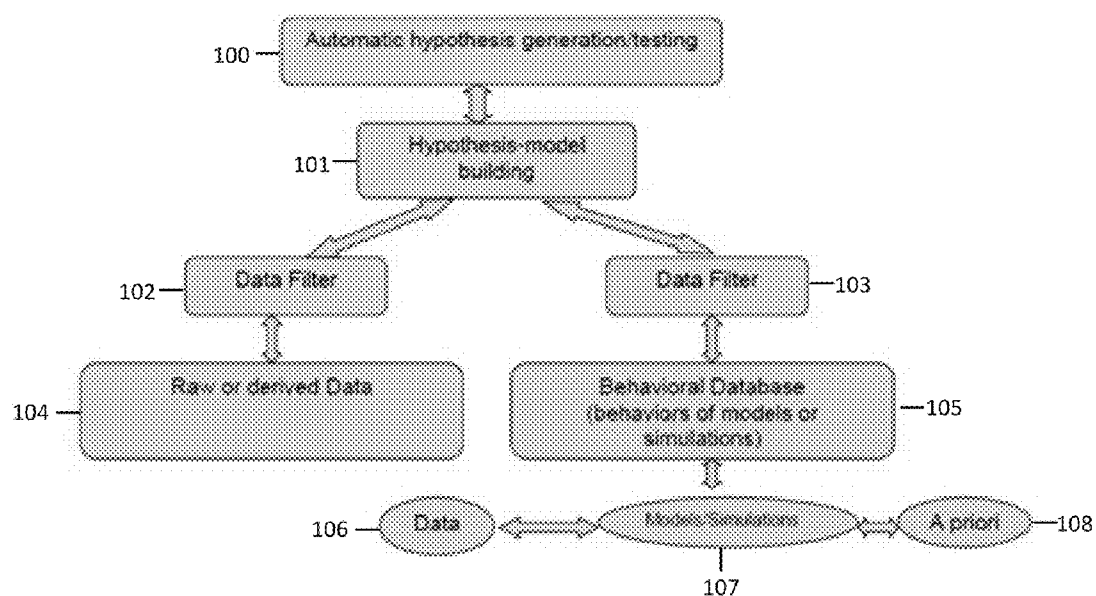 Automatic hypothesis generation/testing
100
Hypothesis-model
building
101
Data Filter
102
Data Filter
103
Raw or derived Data
104
Behavioral Database
(behaviors of models or
simulations)
105
Data
106
Models/Simulations
107
A priori
108